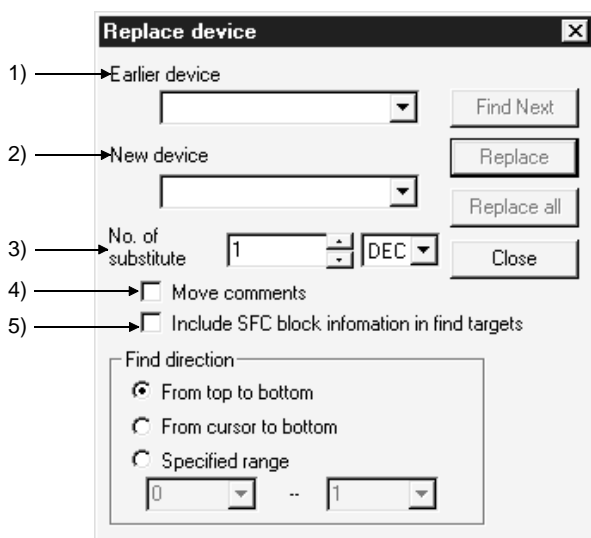 Replace device
1) Earlier device
Find Next
2) New device
Replace
Replace all
3) No. of
substitute
1
DEC
Close
4) Move comments
5) Include SFC block infomation in find targets
Find direction
From top to bottom
From cursor to bottom
Specified range
0 -- 1